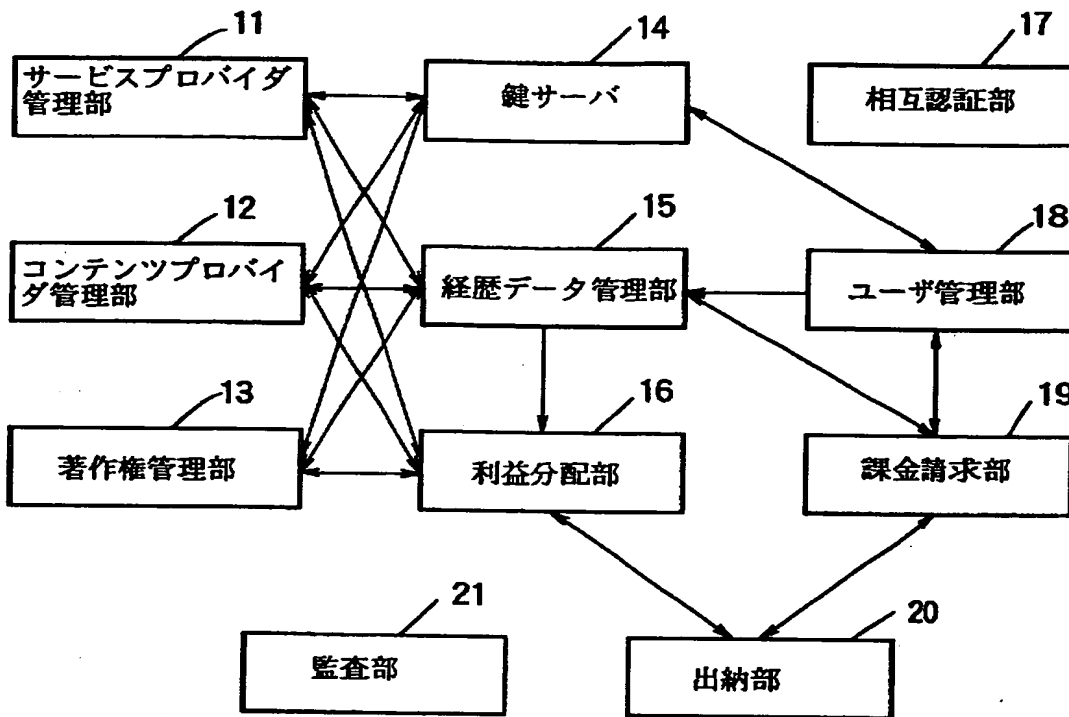 11
サービスプロバイダ
管理部
14
鍵サーバ
17
相互認証部
12
コンテンツプロバイ
ダ管理部
15
経歴データ管理部
18
ユーザ管理部
13
著作権管理部
16
利益分配部
19
課金請求部
21
監査部
20
出納部